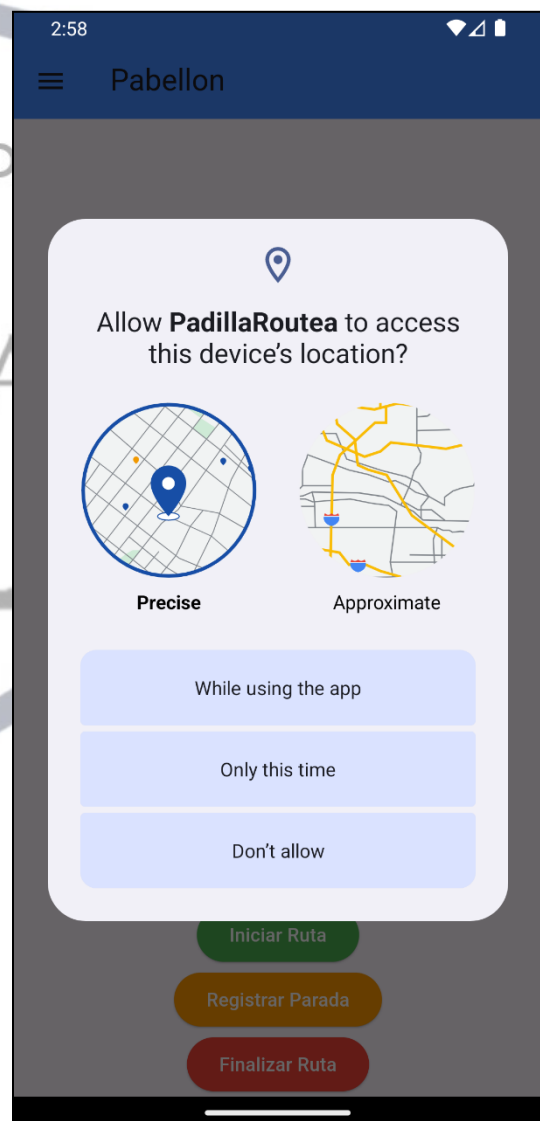 2:58
Pabellon
Allow PadillaRoutea to access
this device's location?
Precise
Approximate
While using the app
Only this time
Don't allow
Iniciar Ruta
Registrar Parada
Finalizar Ruta